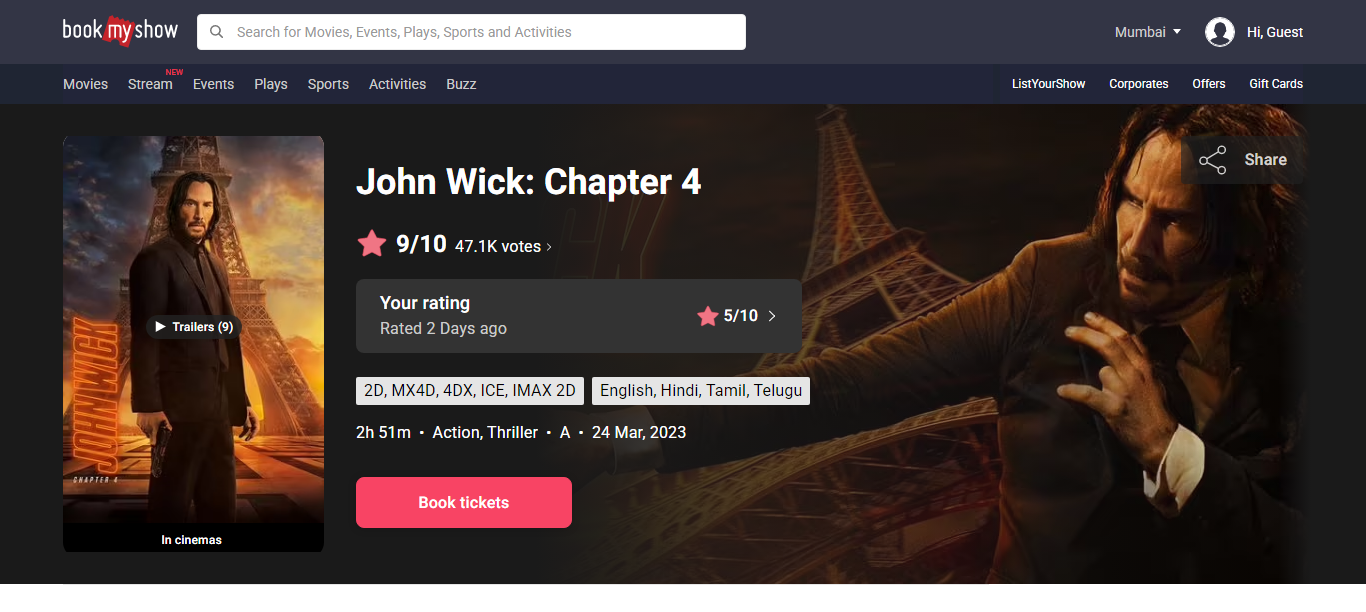 book my show
Search for Movies, Events, Plays, Sports and Activities
Mumbai
Hi, Guest
Movies
Stream
NEW
Events
Plays
Sports
Activities
Buzz
ListYourShow
Corporates
Offers
Gift Cards
Share
Trailers (9)
JOHN WICK
CHAPTER 4
In cinemas
John Wick: Chapter 4
9/10 47.1K votes
Your rating
Rated 2 Days ago
5/10
2D, MX4D, 4DX, ICE, IMAX 2D
English, Hindi, Tamil, Telugu
2h 51m • Action, Thriller • A • 24 Mar, 2023
Book tickets